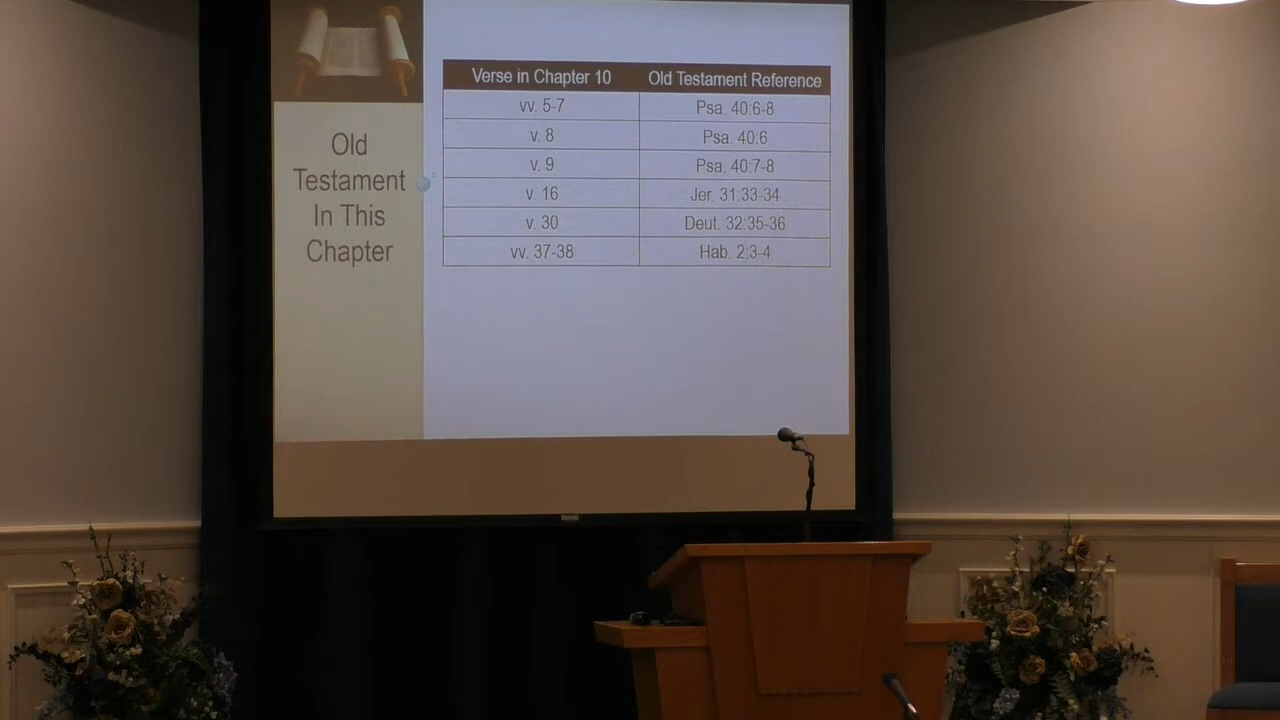 Old
Testament
In This
Chapter
Verse in Chapter 10 Old Testament Reference
vv. 5-7 Psa. 40:6-8
v. 8 Psa. 40:6
v. 9 Psa. 40:7-8
v. 16 Jer. 31:33-34
v. 30 Deut. 32:35-36
vv. 37-38 Hab. 2:3-4